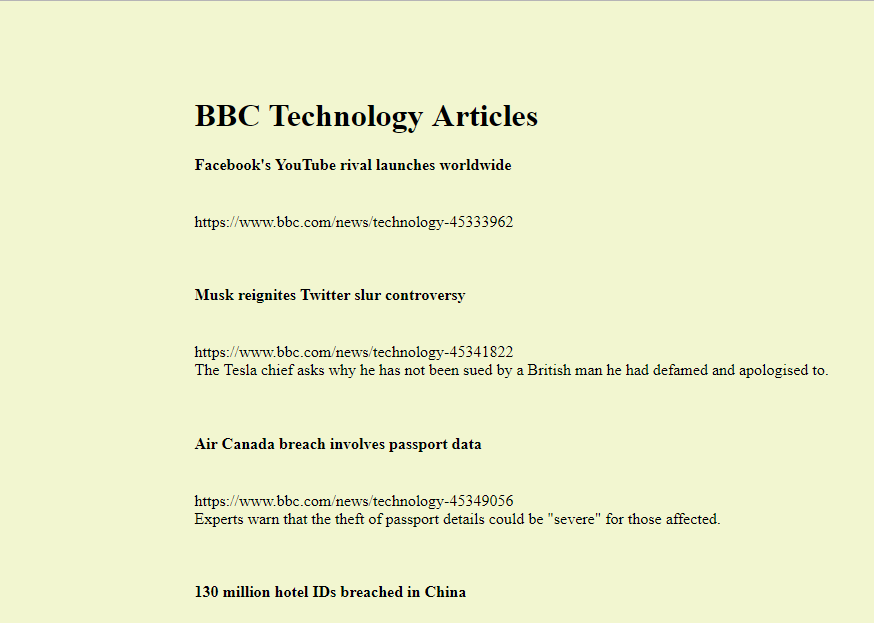 BBC Technology Articles
Facebook's YouTube rival launches worldwide
https://www.bbc.com/news/technology-45333962
Musk reignites Twitter slur controversy
https://www.bbc.com/news/technology-45341822
The Tesla chief asks why he has not been sued by a British man he had defamed and apologised to.
Air Canada breach involves passport data
https://www.bbc.com/news/technology-45349056
Experts warn that the theft of passport details could be "severe" for those affected.
130 million hotel IDs breached in China